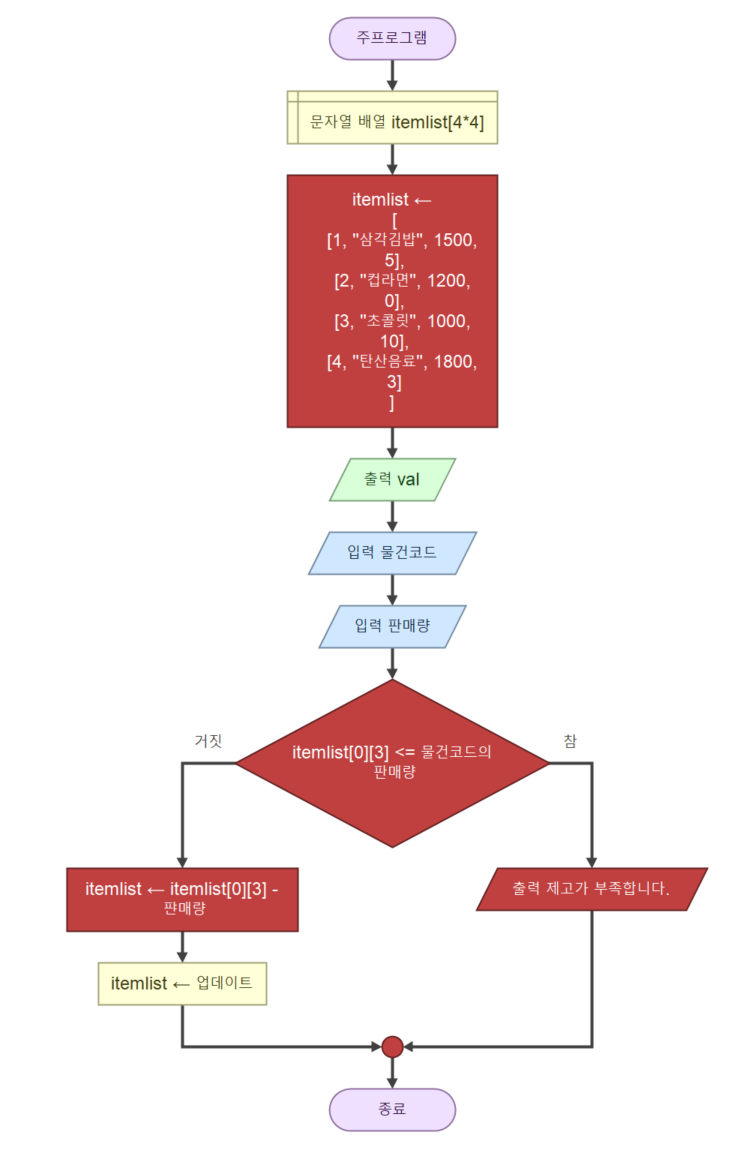 주프로그램
문자열 배열 itemlist[4*4]
itemlist ←
[
[1, "삼각김밥", 1500,
5],
[2, "컵라면", 1200,
0],
[3, "초콜릿", 1000,
10],
[4, "탄산음료", 1800,
3]
]
출력 val
입력 물건코드
입력 판매량
itemlist[0][3] <= 물건코드의
판매량
거짓
참
itemlist ← itemlist[0][3] -
판매량
출력 제고가 부족합니다.
itemlist ← 업데이트
종료